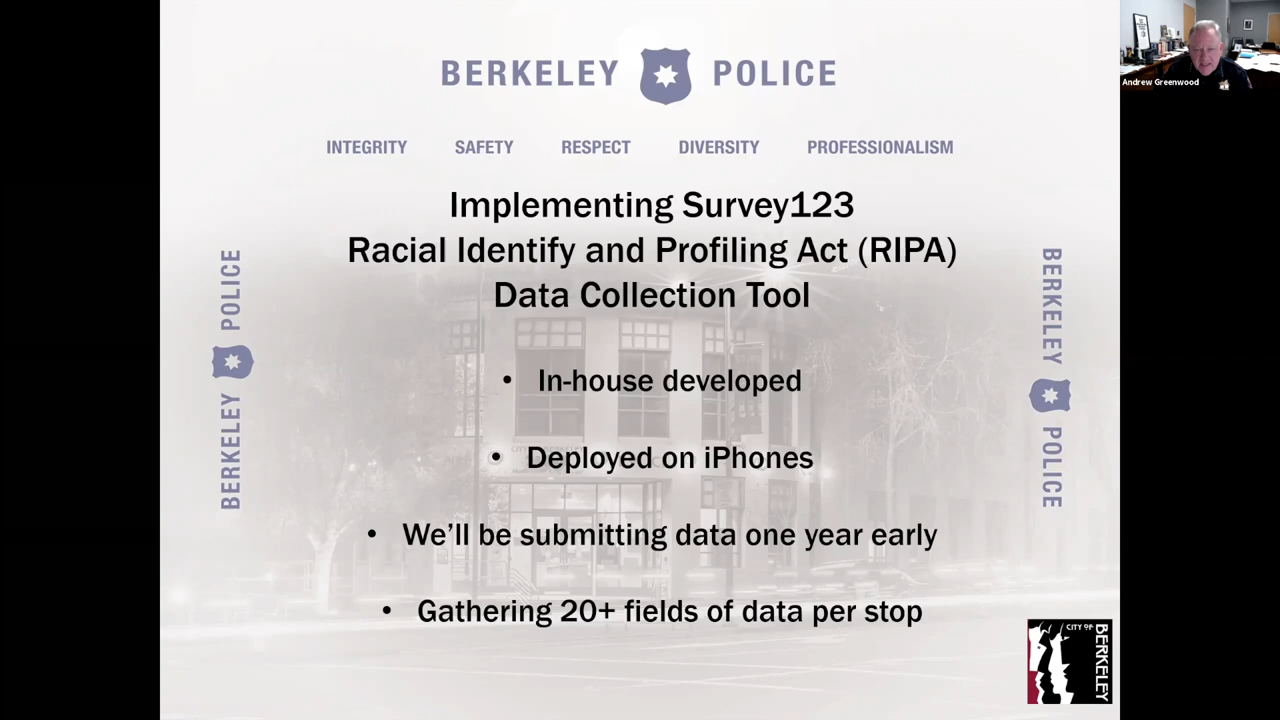 BERKELEY POLICE
Andrew Greenwood
INTEGRITY SAFETY RESPECT DIVERSITY PROFESSIONALISM
Implementing Survey123
Racial Identify and Profiling Act (RIPA)
Data Collection Tool
BERKELEY POLICE
BERKELEY POLICE
• In-house developed
• Deployed on iPhones
• We'll be submitting data one year early
• Gathering 20+ fields of data per stop
CITY OF
BERKELEY